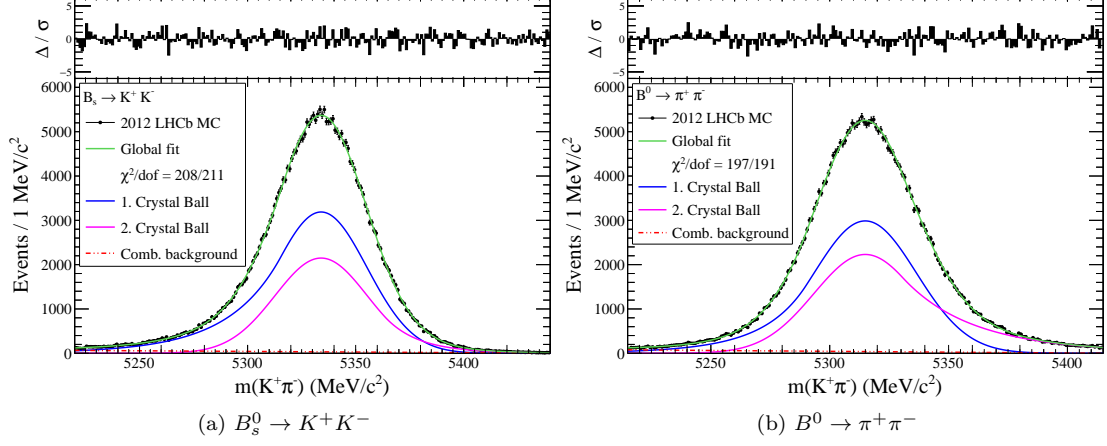 Δ / σ
5
0
−5
B_s → K⁺ K⁻
2012 LHCb MC
Global fit
χ²/dof = 208/211
1. Crystal Ball
2. Crystal Ball
Comb. background
Events / 1 MeV/c²
6000
5000
4000
3000
2000
1000
0
5250
5300
5350
5400
m(K⁺π⁻) (MeV/c²)
(a) B_s^0 → K⁺K⁻
Δ / σ
5
0
−5
B⁰ → π⁺ π⁻
2012 LHCb MC
Global fit
χ²/dof = 197/191
1. Crystal Ball
2. Crystal Ball
Comb. background
Events / 1 MeV/c²
6000
5000
4000
3000
2000
1000
0
5250
5300
5350
5400
m(K⁺π⁻) (MeV/c²)
(b) B⁰ → π⁺π⁻